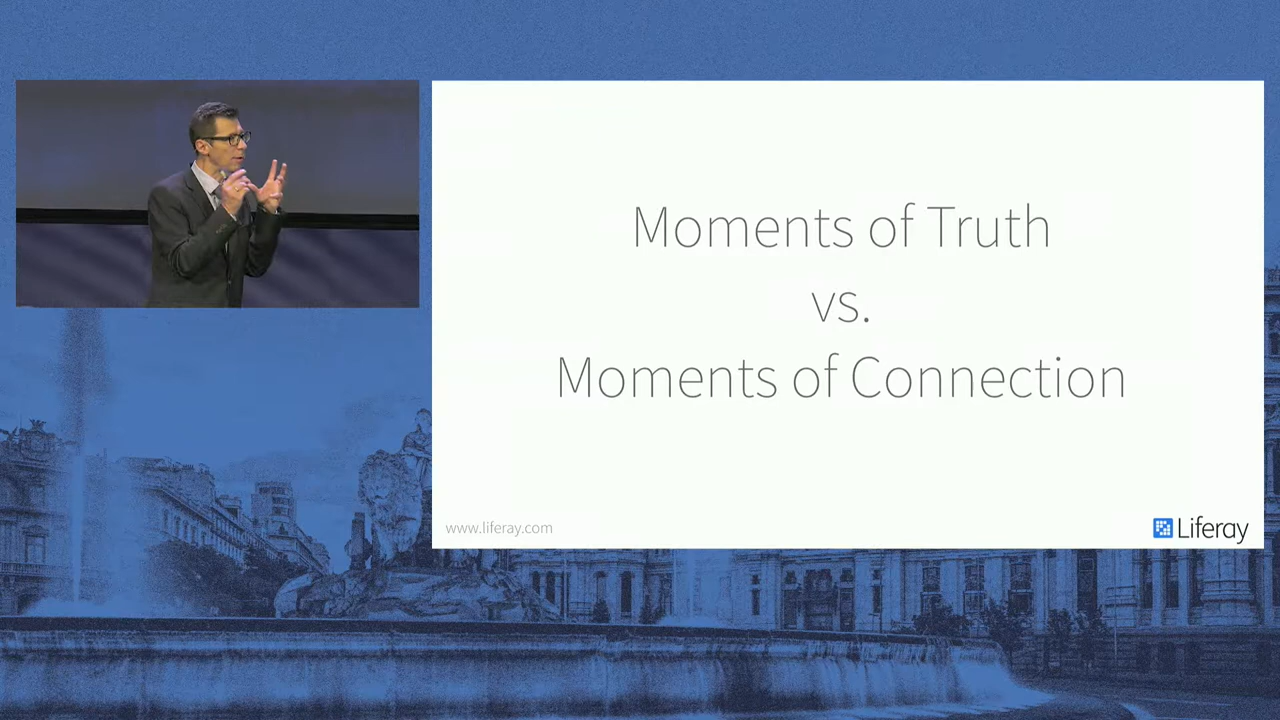 Moments of Truth
vs.
Moments of Connection
www.liferay.com
Liferay